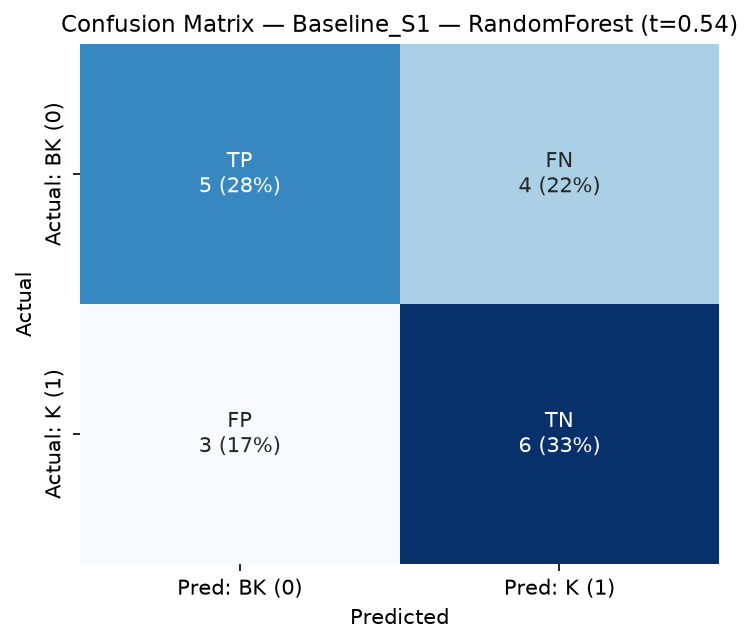 Confusion Matrix — Baseline_S1 — RandomForest (t=0.54)
Actual: BK (0)
TP
5 (28%)
FN
4 (22%)
Actual
Actual: K (1)
FP
3 (17%)
TN
6 (33%)
Pred: BK (0)
Pred: K (1)
Predicted